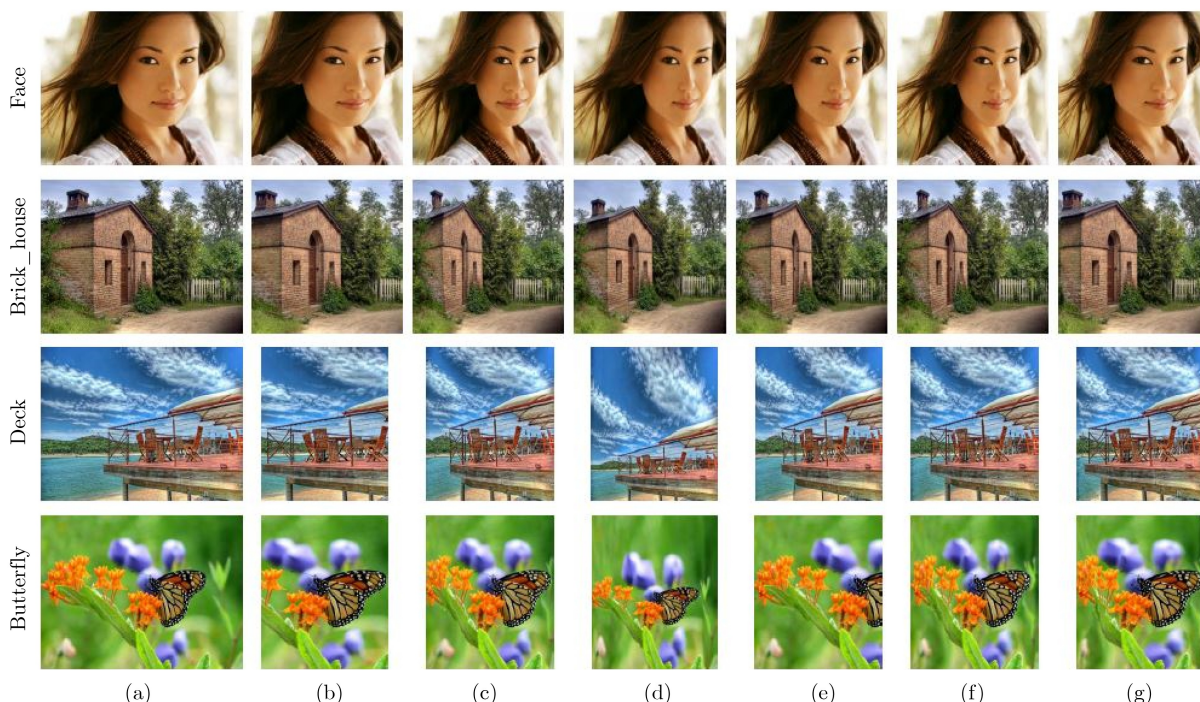 Face
Brick_house
Deck
Butterfly
(a) (b) (c) (d) (e) (f) (g)